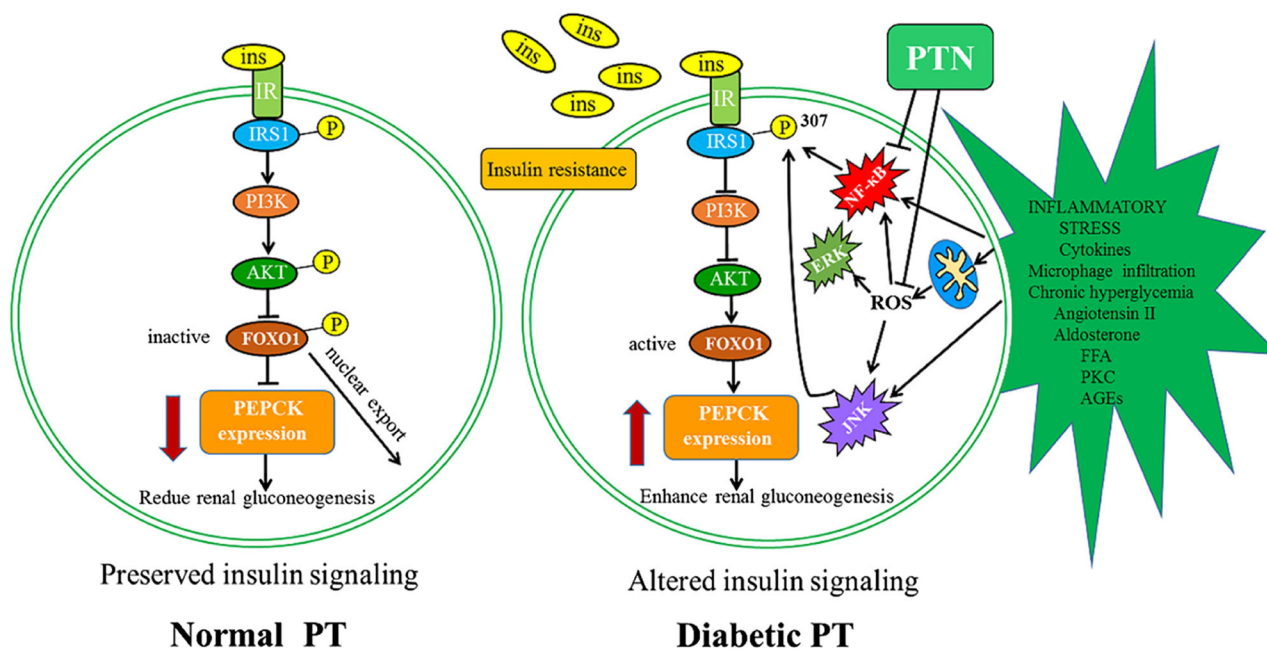 ins
IR
IRS1
P
PI3K
AKT
P
inactive
FOXO1
P
nuclear export
PEPCK
expression
Redue renal gluconeogenesis
Preserved insulin signaling
Normal PT
ins
ins
ins
ins
ins
IR
IRS1
P
307
Insulin resistance
PI3K
AKT
active
FOXO1
PEPCK
expression
Enhance renal gluconeogenesis
PTN
NF-κB
ERK
ROS
JNK
Altered insulin signaling
Diabetic PT
INFLAMMATORY
STRESS
Cytokines
Microphage infiltration
Chronic hyperglycemia
Angiotensin II
Aldosterone
FFA
PKC
AGEs